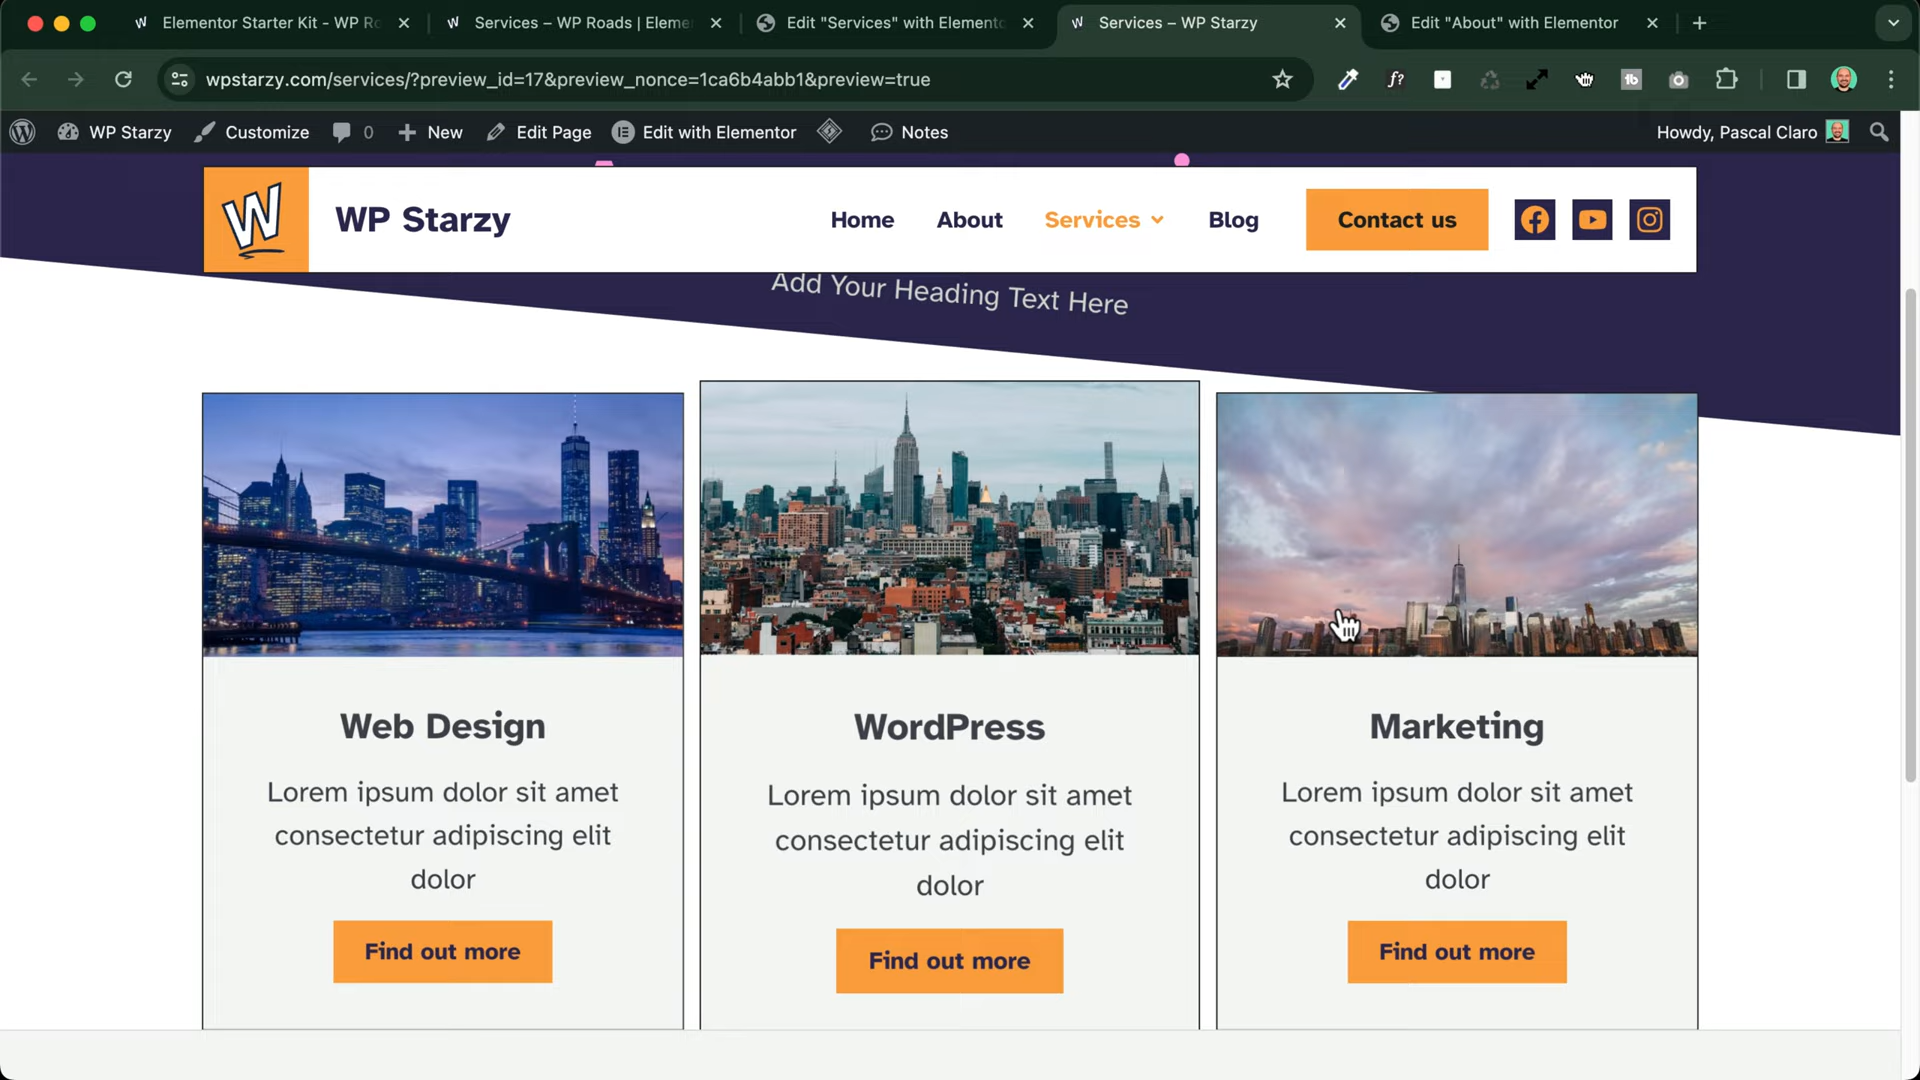 Elementor Starter Kit - WP Ro
Services – WP Roads | Eleme
Edit "Services" with Elemento
Services – WP Starzy
Edit "About" with Elementor
wpstarzy.com/services/?preview_id=17&preview_nonce=1ca6b4abb1&preview=true
f?
tb
WP Starzy
Customize
0
New
Edit Page
Edit with Elementor
Notes
Howdy, Pascal Claro
W
WP Starzy
Home
About
Services
Blog
Contact us
Add Your Heading Text Here
Web Design
Lorem ipsum dolor sit amet
consectetur adipiscing elit
dolor
Find out more
WordPress
Lorem ipsum dolor sit amet
consectetur adipiscing elit
dolor
Find out more
Marketing
Lorem ipsum dolor sit amet
consectetur adipiscing elit
dolor
Find out more